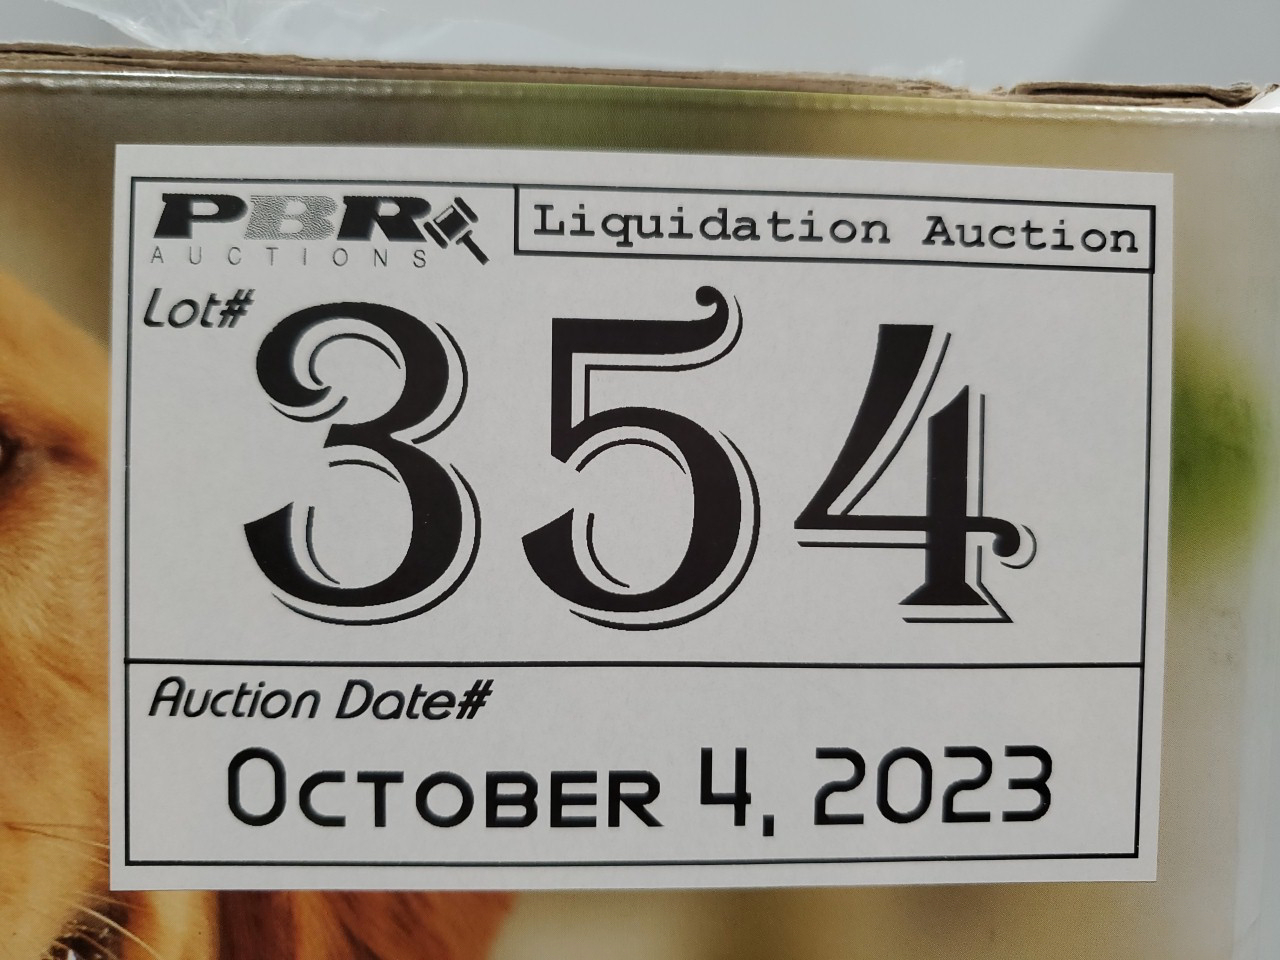 PBR
AUCTIONS
Liquidation Auction
Lot#
354
Auction Date#
OCTOBER 4, 2023